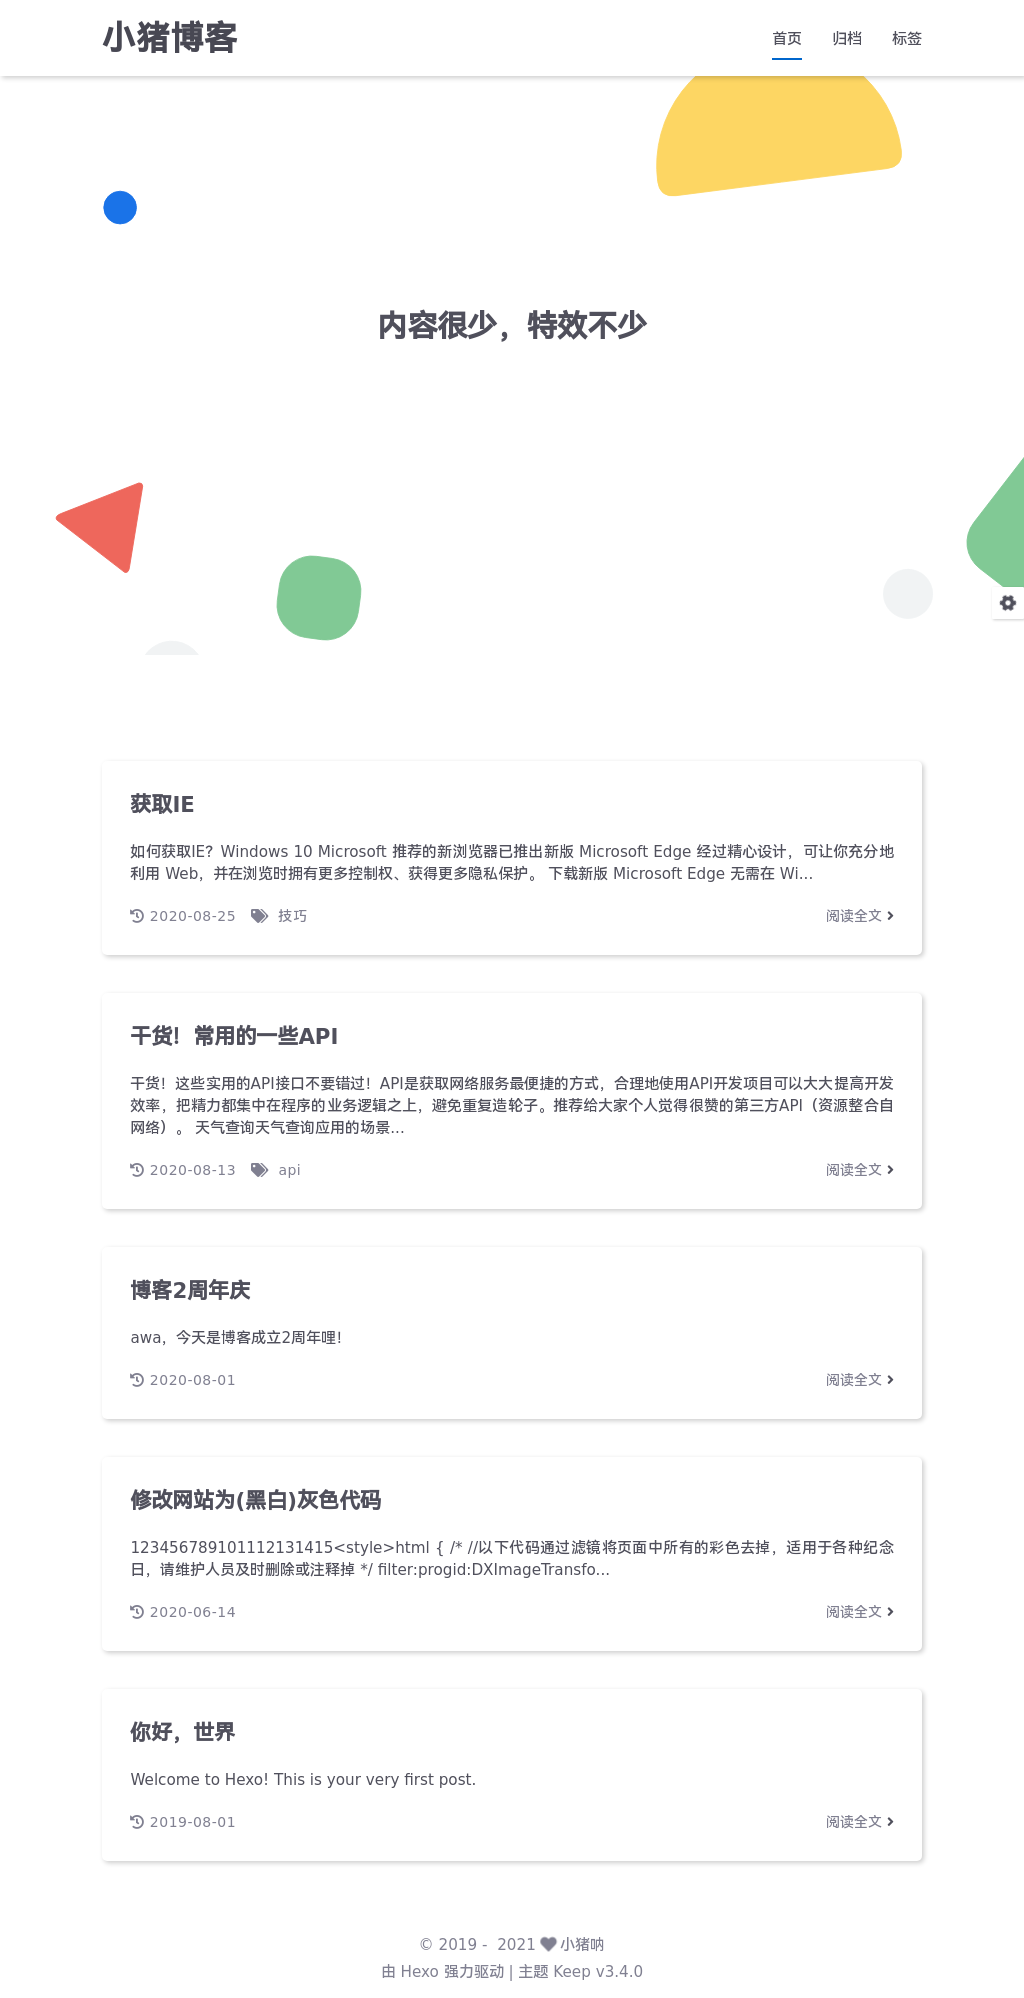 小猪博客
首页 归档 标签
内容很少，特效不少
获取IE
如何获取IE？Windows 10 Microsoft 推荐的新浏览器已推出新版 Microsoft Edge 经过精心设计，可让你充分地
利用 Web，并在浏览时拥有更多控制权、获得更多隐私保护。 下载新版 Microsoft Edge 无需在 Wi...
2020-08-25 技巧 阅读全文
干货！常用的一些API
干货！这些实用的API接口不要错过！API是获取网络服务最便捷的方式，合理地使用API开发项目可以大大提高开发
效率，把精力都集中在程序的业务逻辑之上，避免重复造轮子。推荐给大家个人觉得很赞的第三方API（资源整合自
网络）。 天气查询天气查询应用的场景...
2020-08-13 api 阅读全文
博客2周年庆
awa，今天是博客成立2周年哩！
2020-08-01 阅读全文
修改网站为(黑白)灰色代码
123456789101112131415<style>html { /* //以下代码通过滤镜将页面中所有的彩色去掉，适用于各种纪念
日，请维护人员及时删除或注释掉 */ filter:progid:DXImageTransfo...
2020-06-14 阅读全文
你好，世界
Welcome to Hexo! This is your very first post.
2019-08-01 阅读全文
© 2019 - 2021 小猪呐
由 Hexo 强力驱动 | 主题 Keep v3.4.0